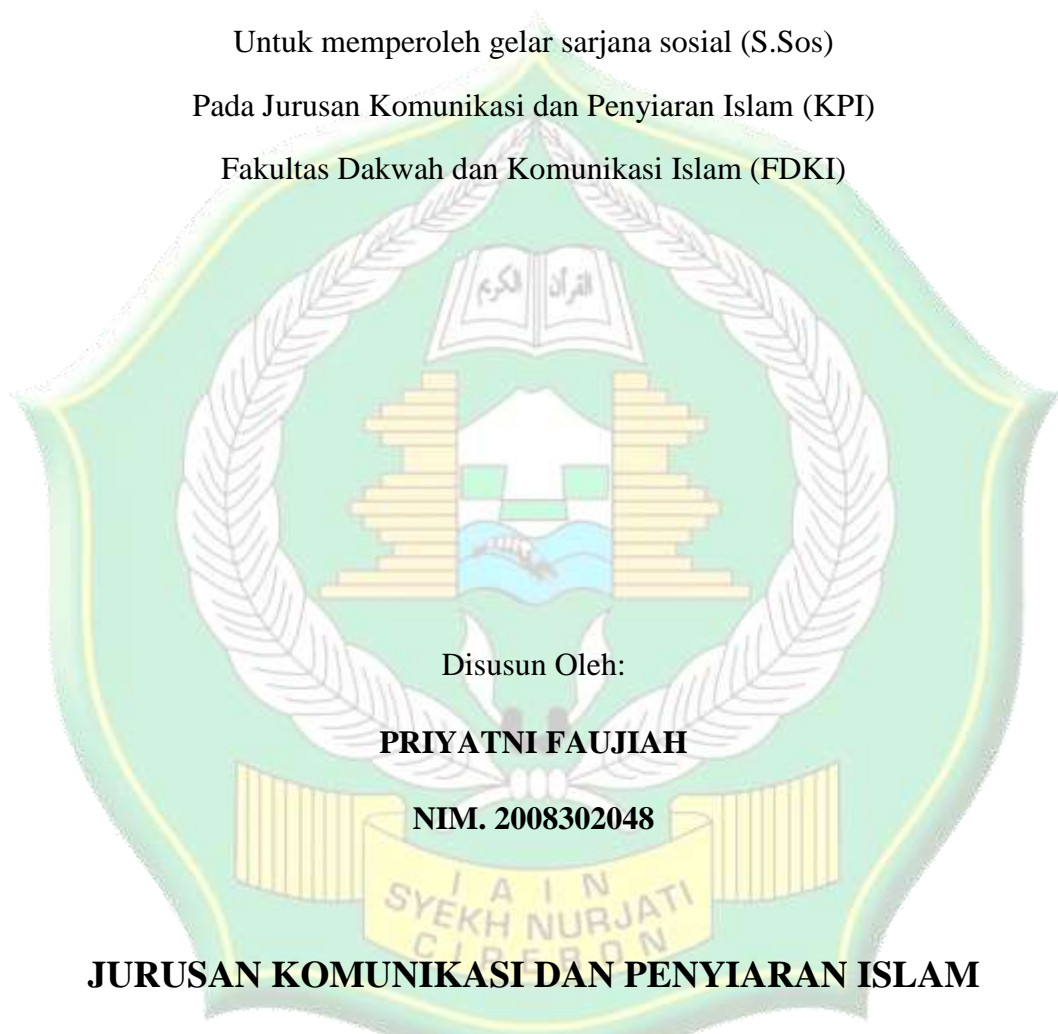 Untuk memperoleh gelar sarjana sosial (S.Sos)
Pada Jurusan Komunikasi dan Penyiaran Islam (KPI)
Fakultas Dakwah dan Komunikasi Islam (FDKI)
الكريم القرآن
Disusun Oleh:
PRIYATNI FAUJIAH
NIM. 2008302048
I A I N
SYEKH NURJATI
CIREBON
JURUSAN KOMUNIKASI DAN PENYIARAN ISLAM